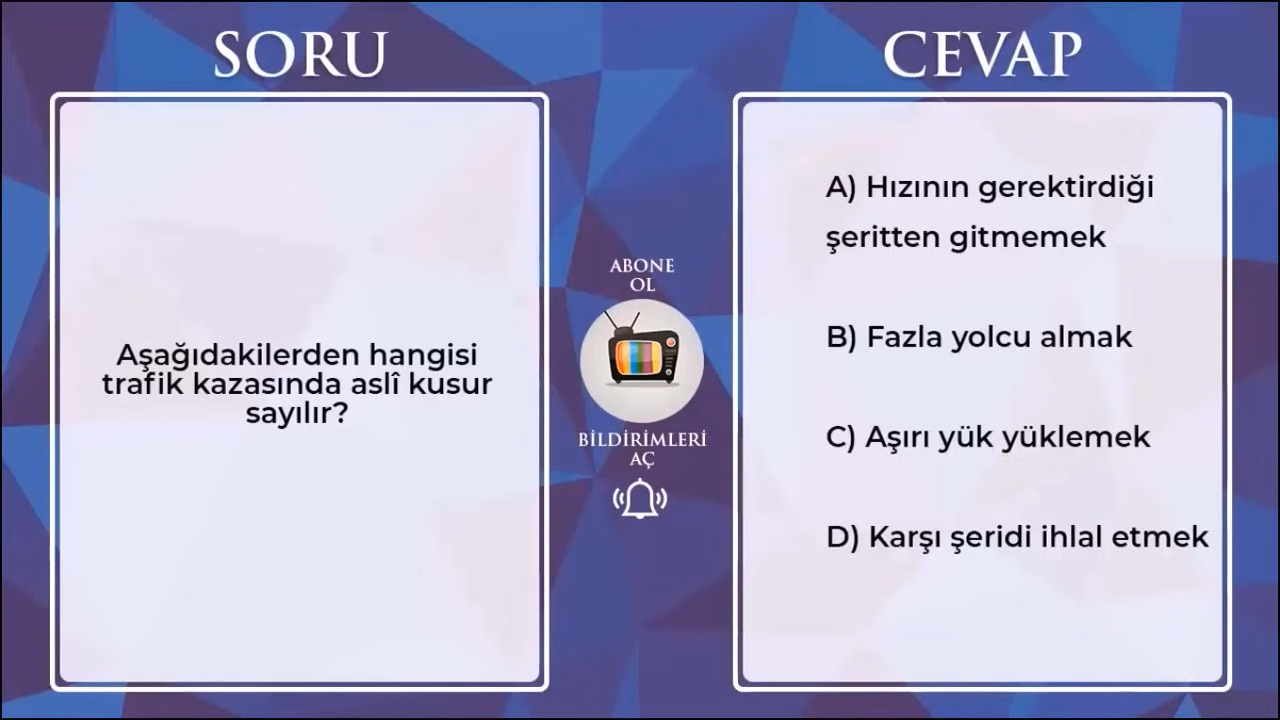 SORU
Aşağıdakilerden hangisi
trafik kazasında aslî kusur
sayılır?
ABONE
OL
BİLDİRİMLERİ
AÇ
CEVAP
A) Hızının gerektirdiği
şeritten gitmemek
B) Fazla yolcu almak
C) Aşırı yük yüklemek
D) Karşı şeridi ihlal etmek